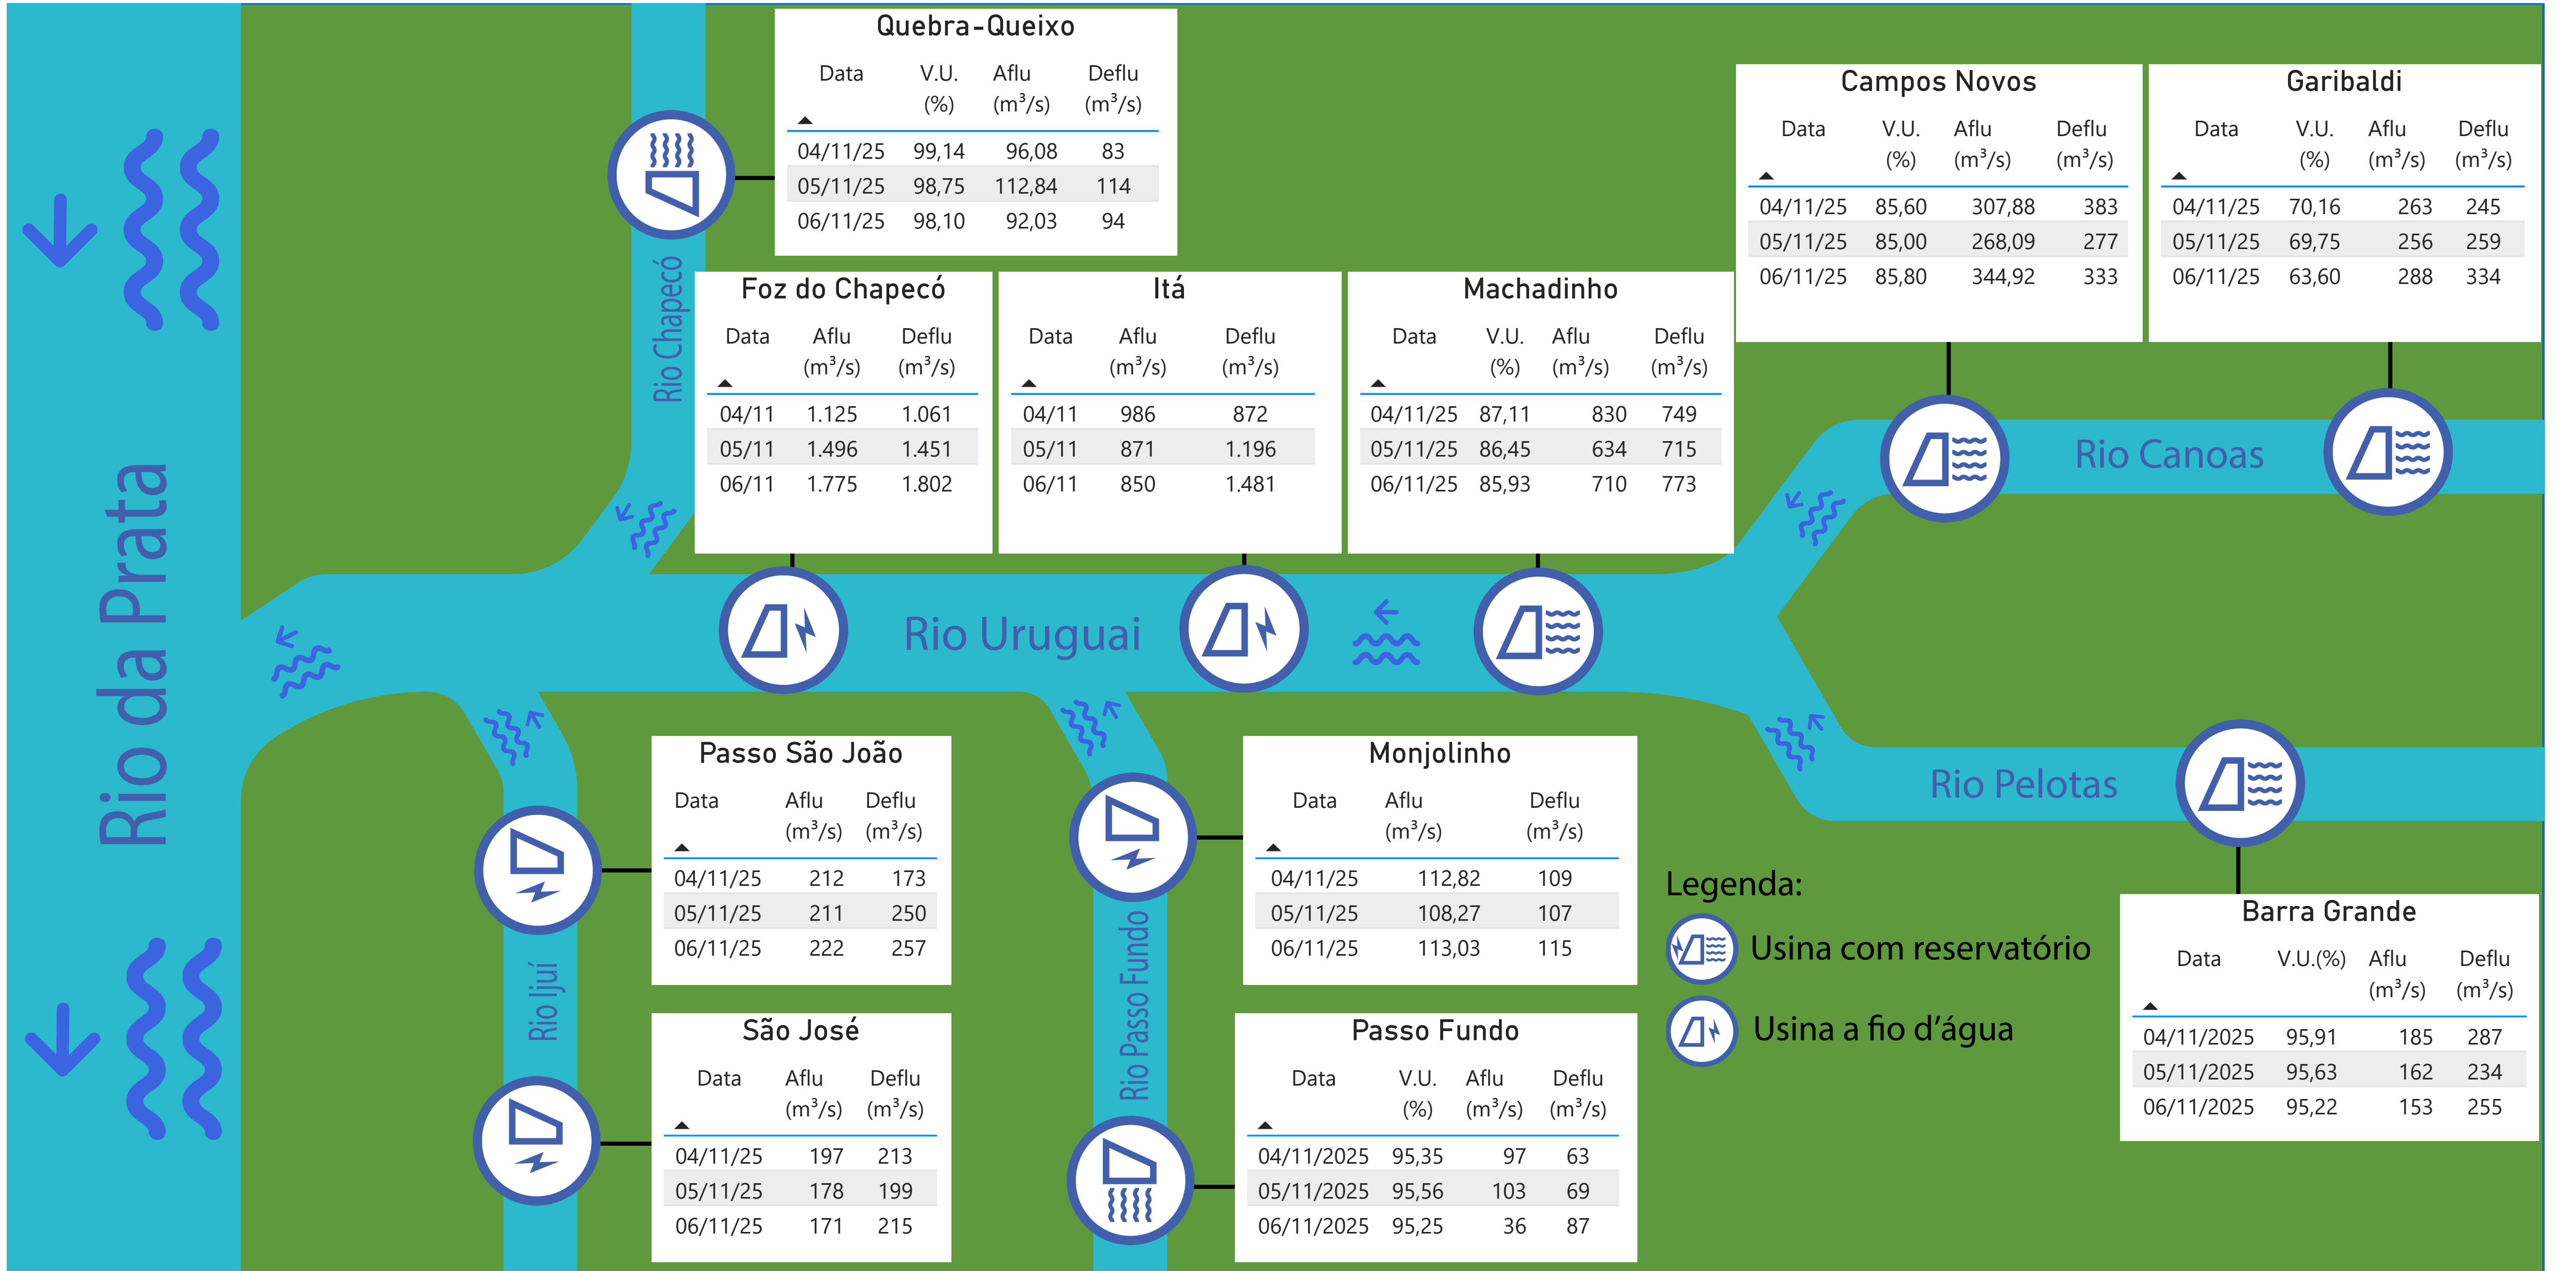 Quebra-Queixo
Data V.U. Aflu Deflu
(%) (m³/s) (m³/s)
04/11/25 99,14 96,08 83
05/11/25 98,75 112,84 114
06/11/25 98,10 92,03 94
Campos Novos
Data V.U. Aflu Deflu
(%) (m³/s) (m³/s)
04/11/25 85,60 307,88 383
05/11/25 85,00 268,09 277
06/11/25 85,80 344,92 333
Garibaldi
Data V.U. Aflu Deflu
(%) (m³/s) (m³/s)
04/11/25 70,16 263 245
05/11/25 69,75 256 259
06/11/25 63,60 288 334
Rio Chapecó
Foz do Chapecó
Data Aflu Deflu
(m³/s) (m³/s)
04/11 1.125 1.061
05/11 1.496 1.451
06/11 1.775 1.802
Itá
Data Aflu Deflu
(m³/s) (m³/s)
04/11 986 872
05/11 871 1.196
06/11 850 1.481
Machadinho
Data V.U. Aflu Deflu
(%) (m³/s) (m³/s)
04/11/25 87,11 830 749
05/11/25 86,45 634 715
06/11/25 85,93 710 773
Rio Canoas
Rio da Prata
Rio Uruguai
Rio Pelotas
Passo São João
Data Aflu Deflu
(m³/s) (m³/s)
04/11/25 212 173
05/11/25 211 250
06/11/25 222 257
Monjolinho
Data Aflu Deflu
(m³/s) (m³/s)
04/11/25 112,82 109
05/11/25 108,27 107
06/11/25 113,03 115
Rio Ijuí
Rio Passo Fundo
Legenda:
Usina com reservatório
Usina a fio d’água
Barra Grande
Data V.U.(%) Aflu Deflu
(m³/s) (m³/s)
04/11/2025 95,91 185 287
05/11/2025 95,63 162 234
06/11/2025 95,22 153 255
São José
Data Aflu Deflu
(m³/s) (m³/s)
04/11/25 197 213
05/11/25 178 199
06/11/25 171 215
Passo Fundo
Data V.U. Aflu Deflu
(%) (m³/s) (m³/s)
04/11/2025 95,35 97 63
05/11/2025 95,56 103 69
06/11/2025 95,25 36 87